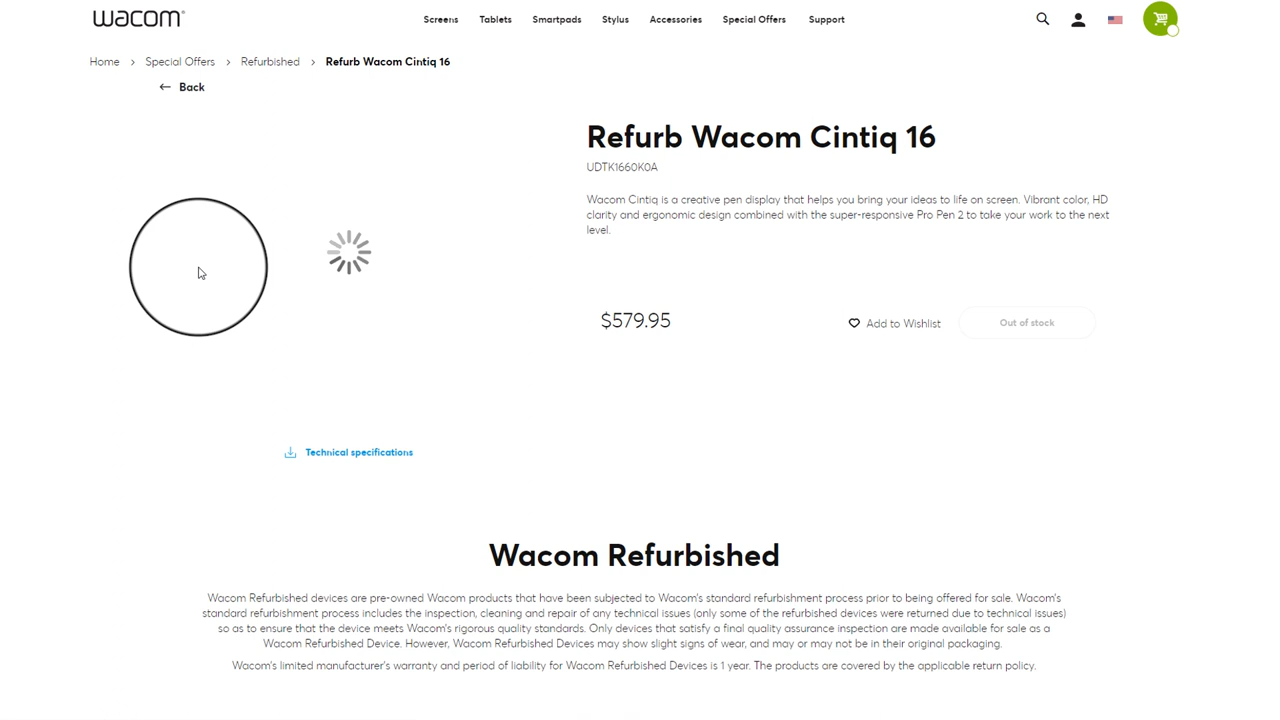 wacom
Screens Tablets Smartpads Stylus Accessories Special Offers Support
Home > Special Offers > Refurbished > Refurb Wacom Cintiq 16
← Back
Refurb Wacom Cintiq 16
UDTK1660K0A
Wacom Cintiq is a creative pen display that helps you bring your ideas to life on screen. Vibrant color, HD
clarity and ergonomic design combined with the super-responsive Pro Pen 2 to take your work to the next
level.
$579.95
Add to Wishlist
Out of stock
Technical specifications
Wacom Refurbished
Wacom Refurbished devices are pre-owned Wacom products that have been subjected to Wacom's standard refurbishment process prior to being offered for sale. Wacom's
standard refurbishment process includes the inspection, cleaning and repair of any technical issues (only some of the refurbished devices were returned due to technical issues)
so as to ensure that the device meets Wacom's rigorous quality standards. Only devices that satisfy a final quality assurance inspection are made available for sale as a
Wacom Refurbished Device. However, Wacom Refurbished Devices may show slight signs of wear, and may or may not be in their original packaging.
Wacom's limited manufacturer's warranty and period of liability for Wacom Refurbished Devices is 1 year. The products are covered by the applicable return policy.